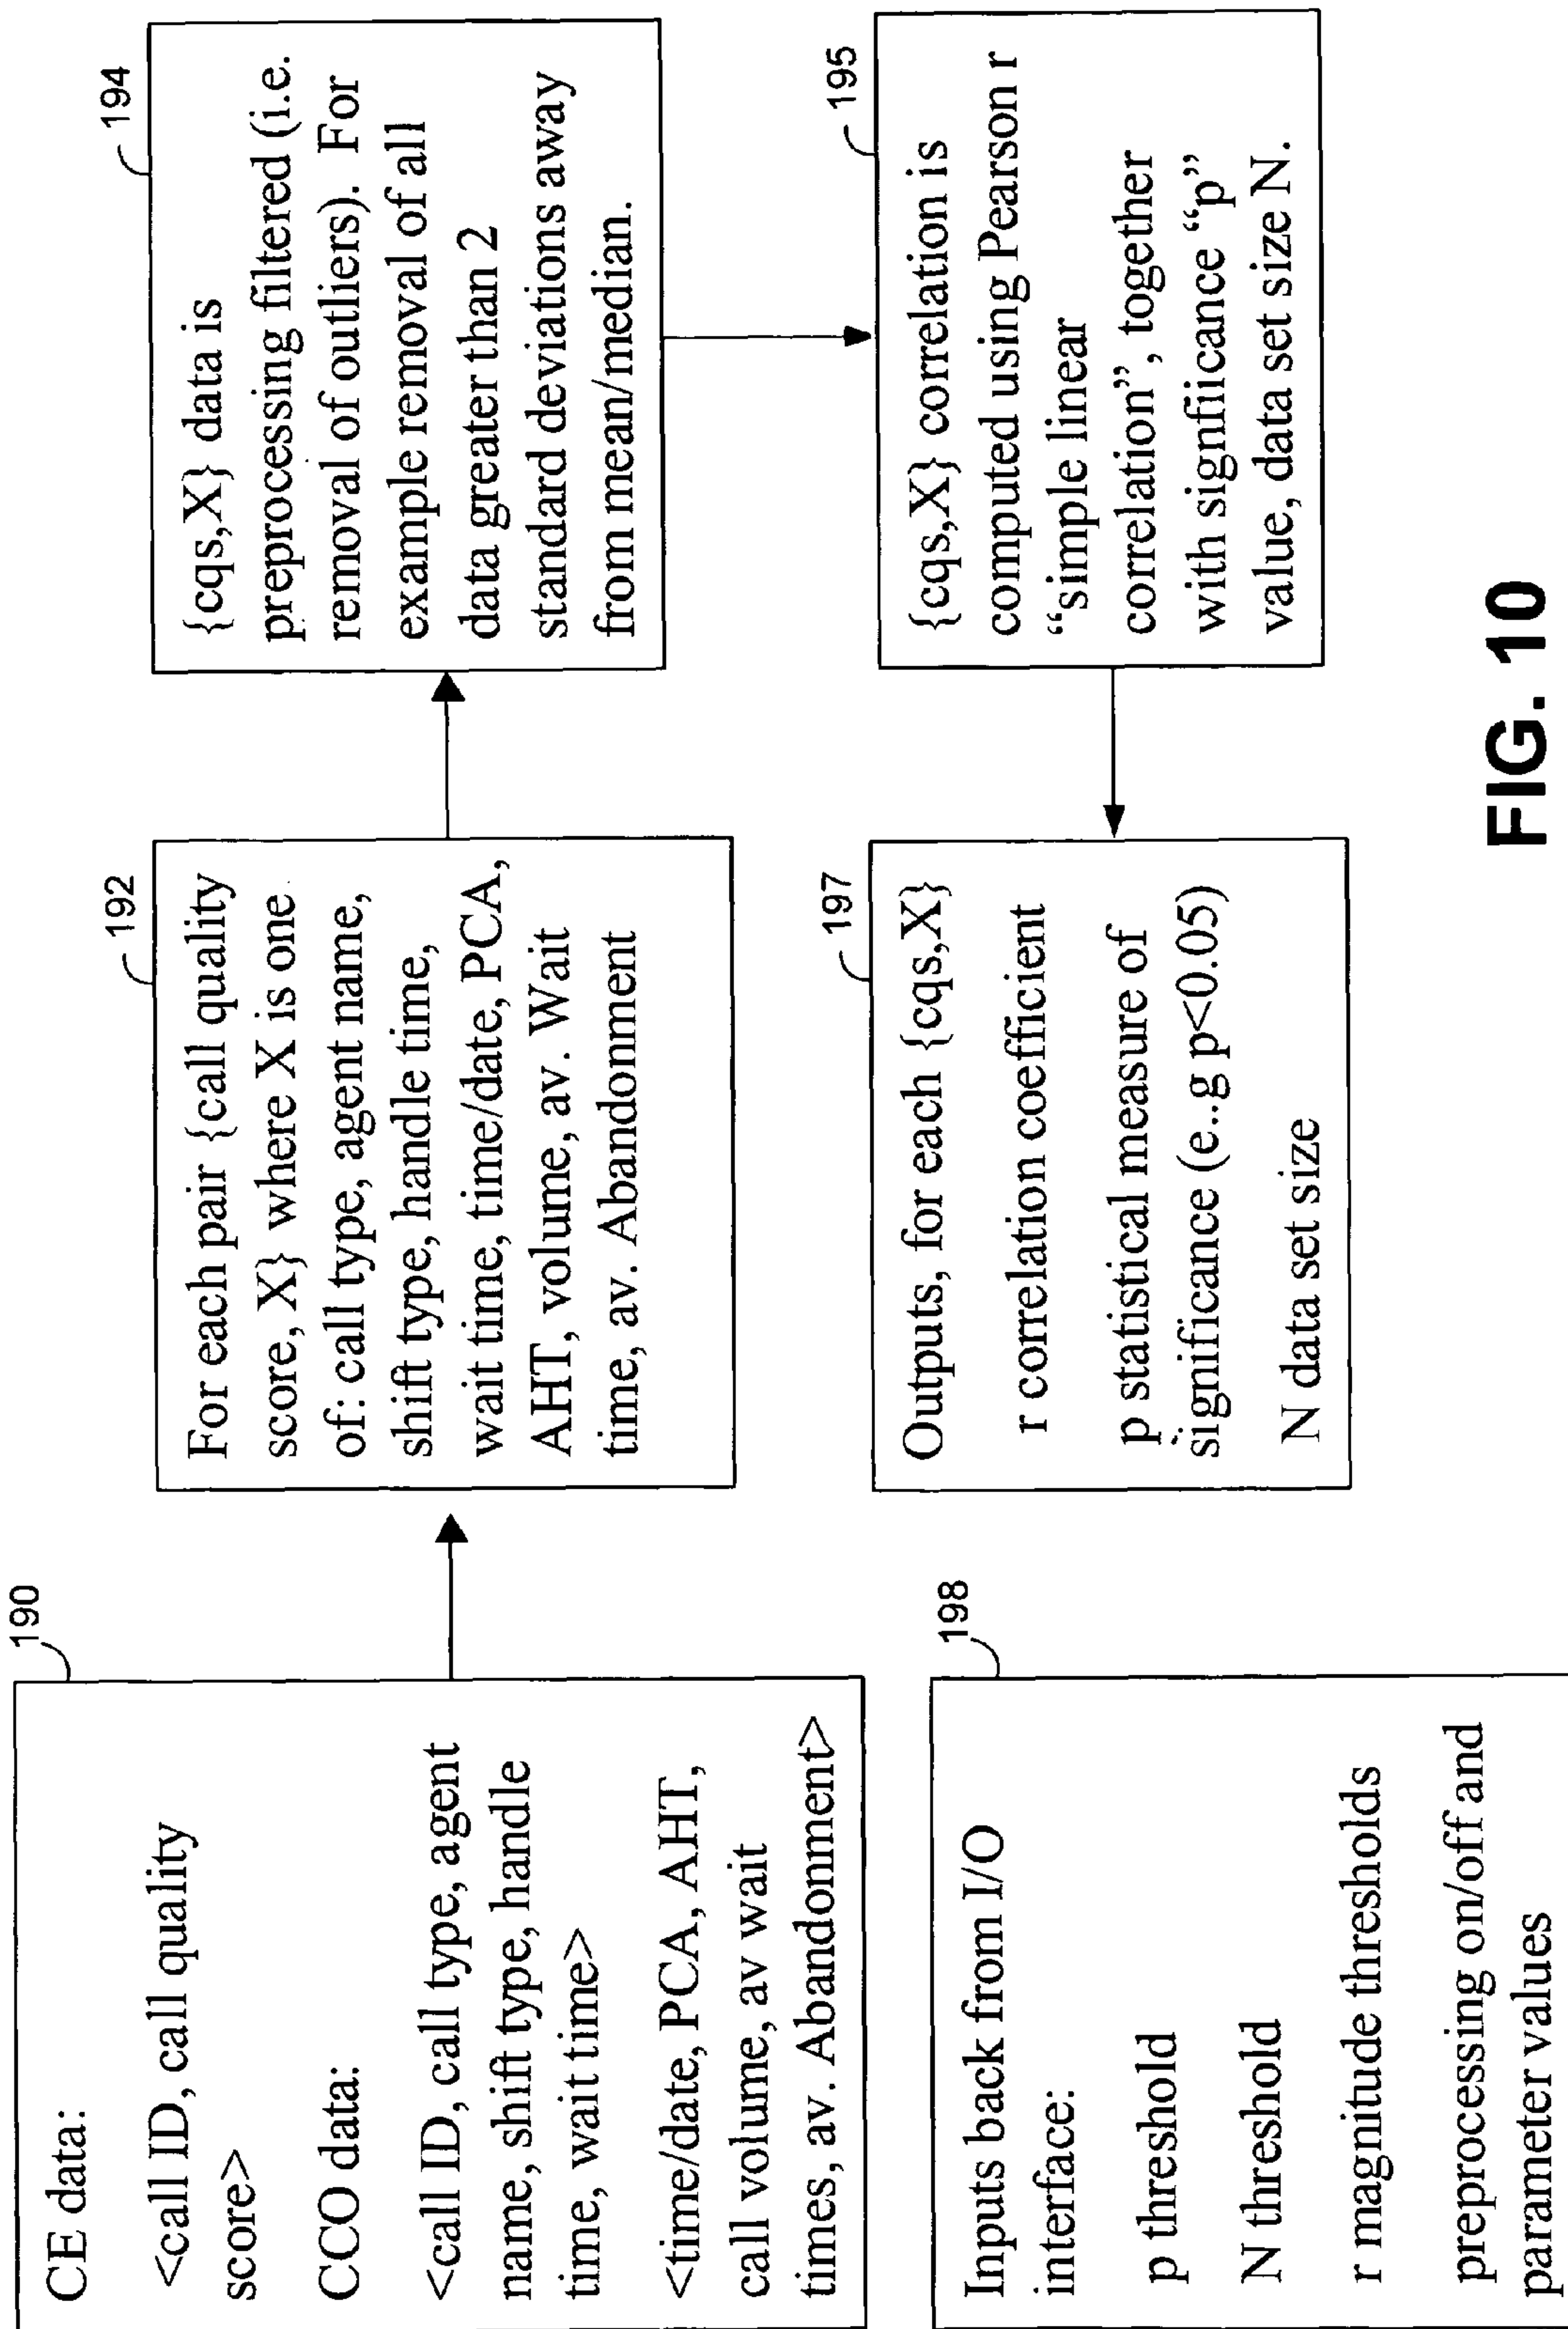 190
CE data:
<call ID, call quality
score>
CCO data:
<call ID, call type, agent
name, shift type, handle
time, wait time>
<time/date, PCA, AHT,
call volume, av wait
times, av. Abandonment>
192
For each pair {call quality
score, X} where X is one
of: call type, agent name,
shift type, handle time,
wait time, time/date, PCA,
AHT, volume, av. Wait
time, av. Abandonment
194
{cqs,X} data is
preprocessing filtered (i.e.
removal of outliers). For
example removal of all
data greater than 2
standard deviations away
from mean/median.
195
{cqs,X} correlation is
computed using Pearson r
“simple linear
correlation”, together
with signfiicance “p”
value, data set size N.
197
Outputs, for each {cqs,X}
r correlation coefficient
p statistical measure of
significance (e..g p<0.05)
N data set size
198
Inputs back from I/O
interface:
p threshold
N threshold
r magnitude thresholds
preprocessing on/off and
parameter values
FIG. 10